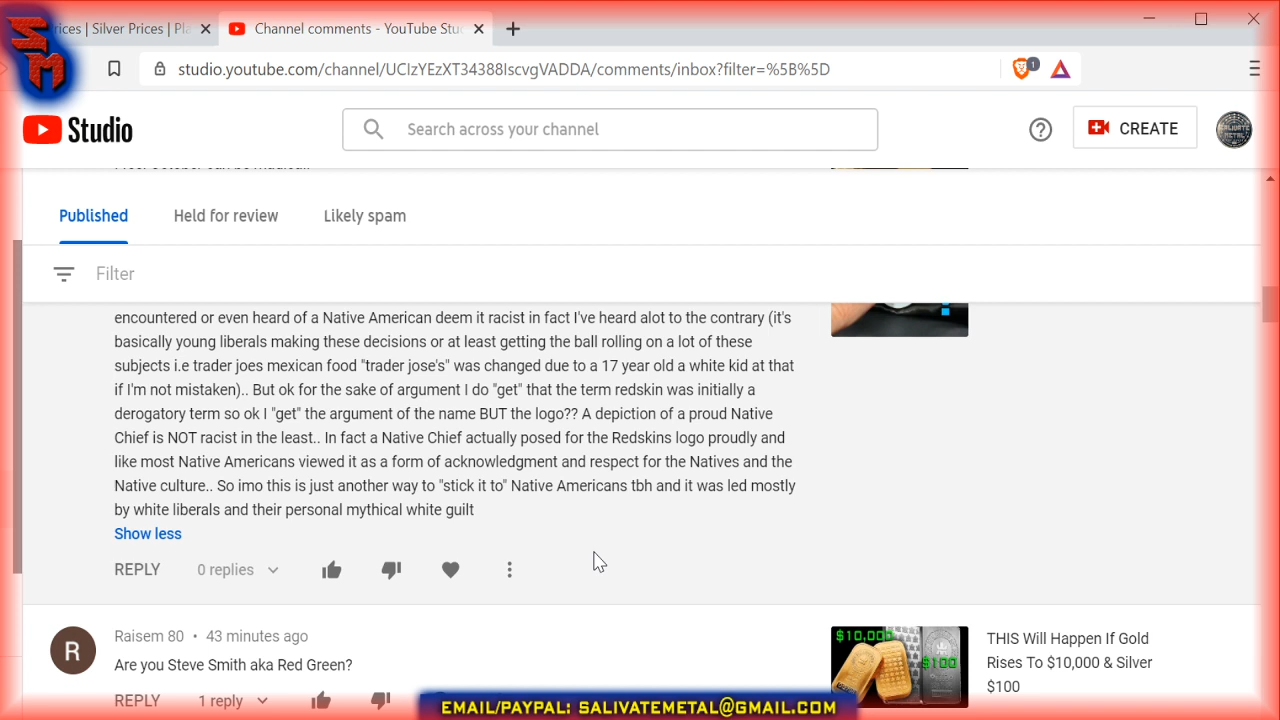 SM
rices | Silver Prices | Pla
Channel comments - YouTube Stu
studio.youtube.com/channel/UCIzYEzXT34388IscvgVADDA/comments/inbox?filter=%5B%5D
1
Studio
Search across your channel
CREATE
Published
Held for review
Likely spam
Filter
encountered or even heard of a Native American deem it racist in fact I've heard alot to the contrary (it's
basically young liberals making these decisions or at least getting the ball rolling on a lot of these
subjects i.e trader joes mexican food "trader jose's" was changed due to a 17 year old a white kid at that
if I'm not mistaken).. But ok for the sake of argument I do "get" that the term redskin was initially a
derogatory term so ok I "get" the argument of the name BUT the logo?? A depiction of a proud Native
Chief is NOT racist in the least.. In fact a Native Chief actually posed for the Redskins logo proudly and
like most Native Americans viewed it as a form of acknowledgment and respect for the Natives and the
Native culture.. So imo this is just another way to "stick it to" Native Americans tbh and it was led mostly
by white liberals and their personal mythical white guilt
Show less
REPLY
0 replies
R
Raisem 80 • 43 minutes ago
Are you Steve Smith aka Red Green?
REPLY
1 reply
$10,000
$100
THIS Will Happen If Gold
Rises To $10,000 & Silver
$100
EMAIL/PAYPAL: SALIVATEMETAL@GMAIL.COM